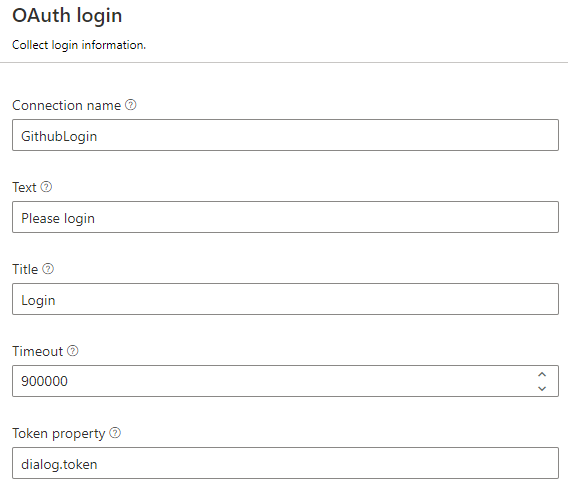 OAuth login
Collect login information.
Connection name
GithubLogin
Text
Please login
Title
Login
Timeout
900000
Token property
dialog.token